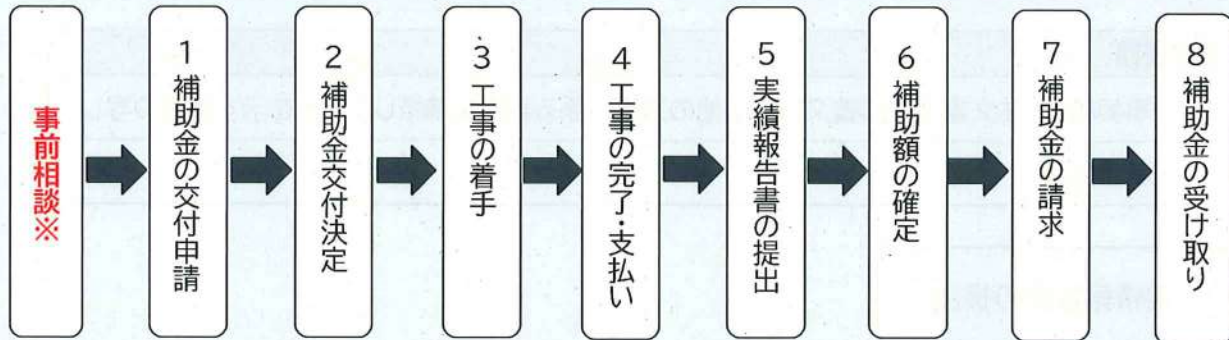 事前相談※
1 補助金の交付申請
2 補助金交付決定
3 工事の着手
4 工事の完了・支払い
5 実績報告書の提出
6 補助額の確定
7 補助金の請求
8 補助金の受け取り